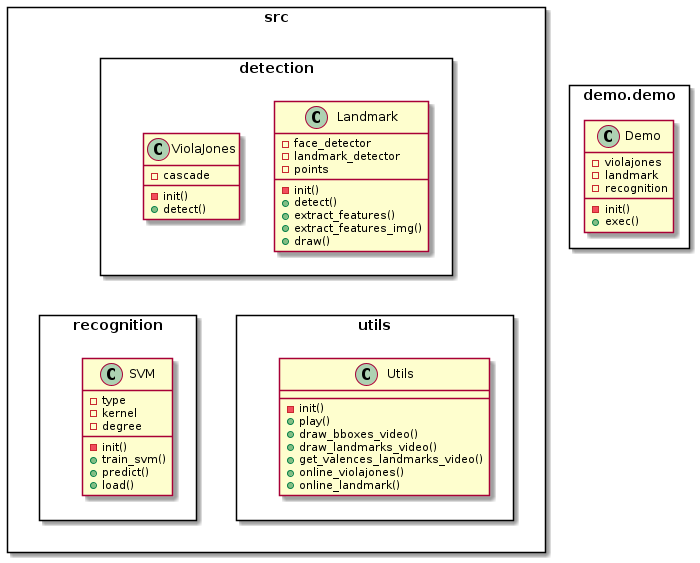 src
detection
C ViolaJones
cascade
init()
detect()
C Landmark
face_detector
landmark_detector
points
init()
detect()
extract_features()
extract_features_img()
draw()
demo.demo
C Demo
violajones
landmark
recognition
init()
exec()
recognition
C SVM
type
kernel
degree
init()
train_svm()
predict()
load()
utils
C Utils
init()
play()
draw_bboxes_video()
draw_landmarks_video()
get_valences_landmarks_video()
online_violajones()
online_landmark()